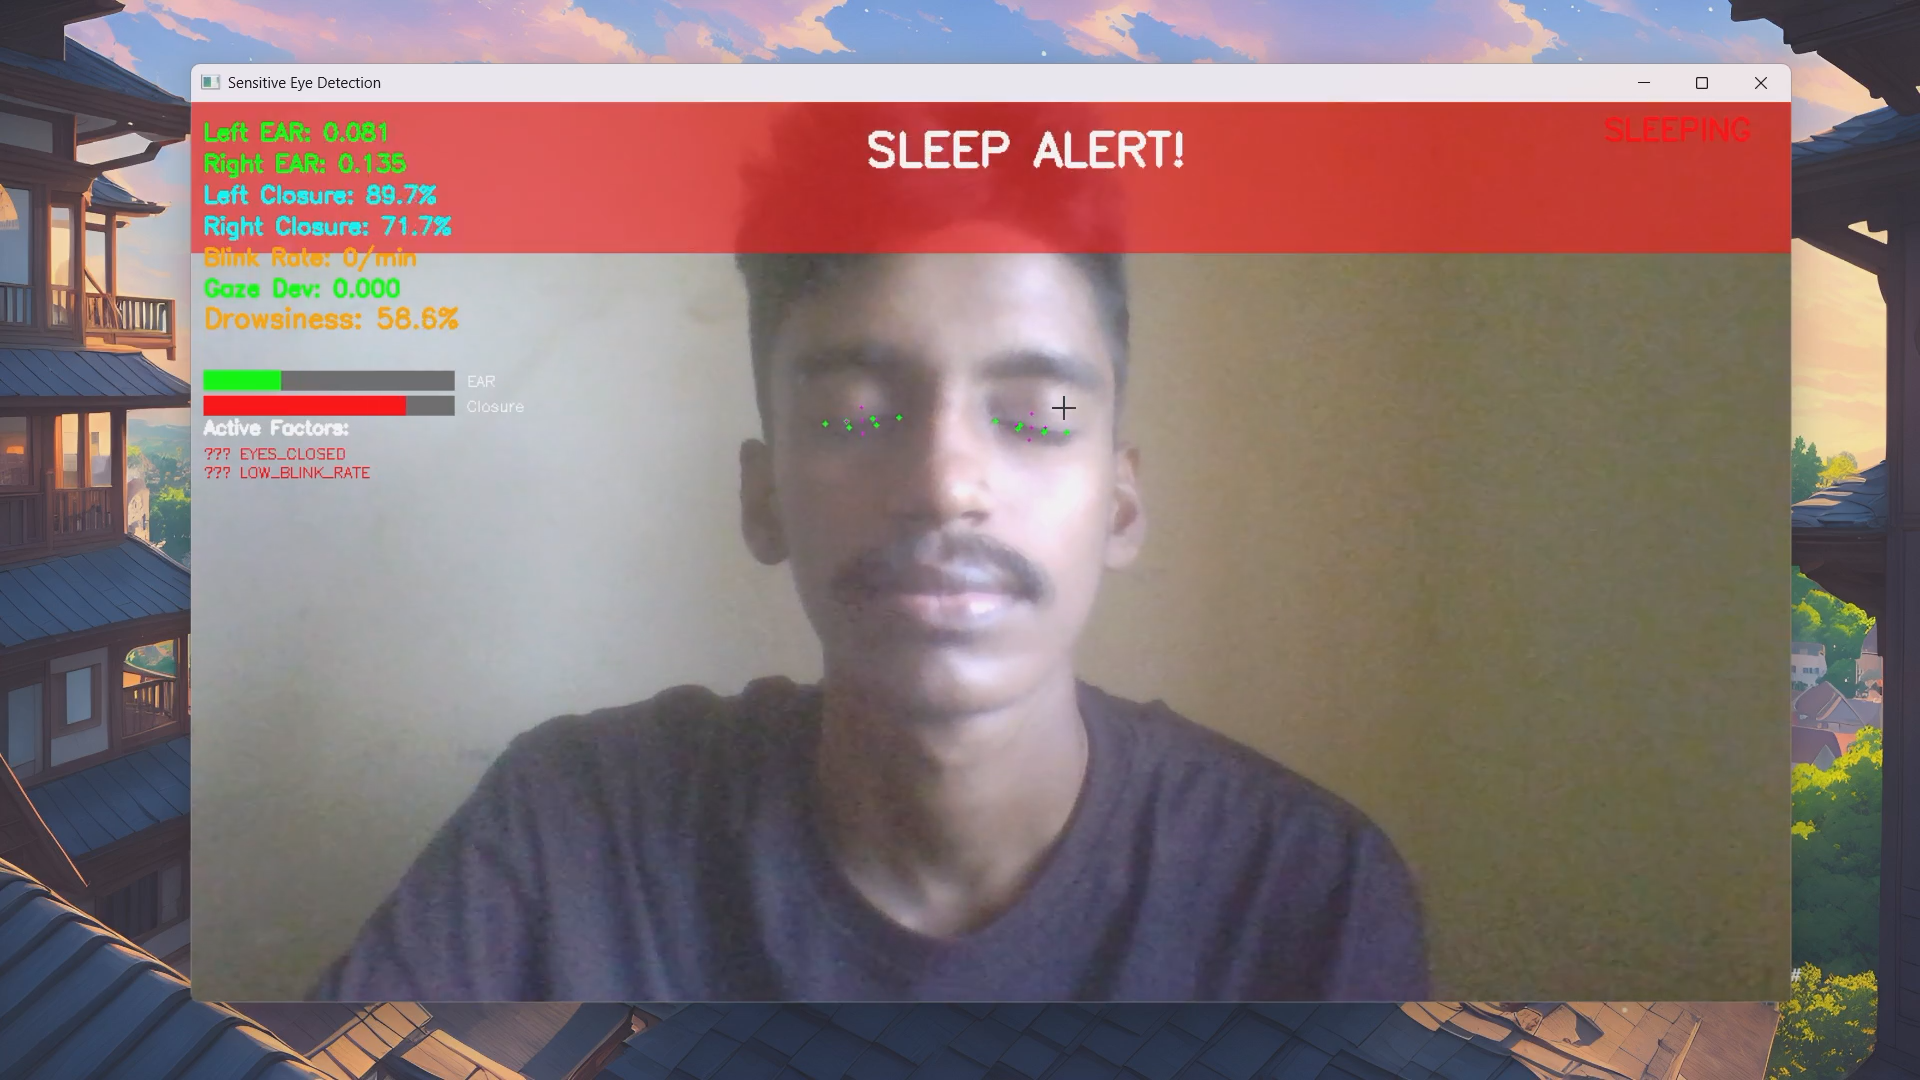 Sensitive Eye Detection
Left EAR: 0.081
SLEEP ALERT!
SLEEPING
Right EAR: 0.135
Left Closure: 89.7%
Right Closure: 71.7%
Blink Rate: 0/min
Gaze Dev: 0.000
Drowsiness: 58.6%
EAR
Closure
Active Factors:
??? EYES_CLOSED
??? LOW_BLINK_RATE
#